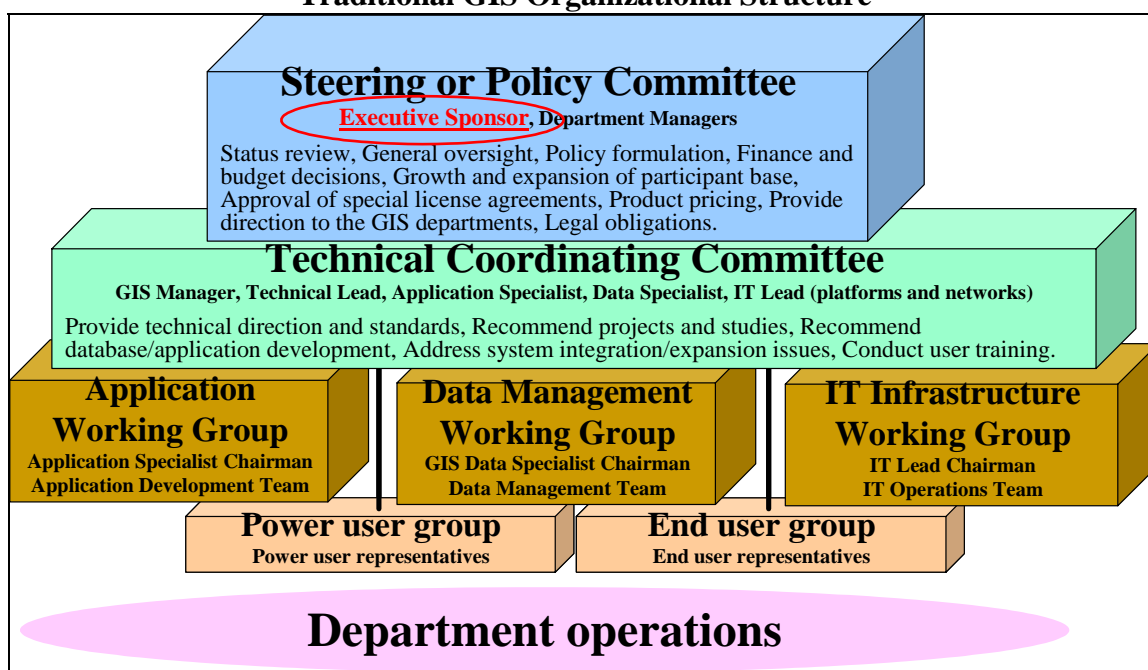 Traditional GIS Organizational Structure
Steering or Policy Committee
Executive Sponsor, Department Managers
Status review, General oversight, Policy formulation, Finance and
budget decisions, Growth and expansion of participant base,
Approval of special license agreements, Product pricing, Provide
direction to the GIS departments, Legal obligations.
Technical Coordinating Committee
GIS Manager, Technical Lead, Application Specialist, Data Specialist, IT Lead (platforms and networks)
Provide technical direction and standards, Recommend projects and studies, Recommend
database/application development, Address system integration/expansion issues, Conduct user training.
Application
Working Group
Application Specialist Chairman
Application Development Team
Data Management
Working Group
GIS Data Specialist Chairman
Data Management Team
IT Infrastructure
Working Group
IT Lead Chairman
IT Operations Team
Power user group
Power user representatives
End user group
End user representatives
Department operations